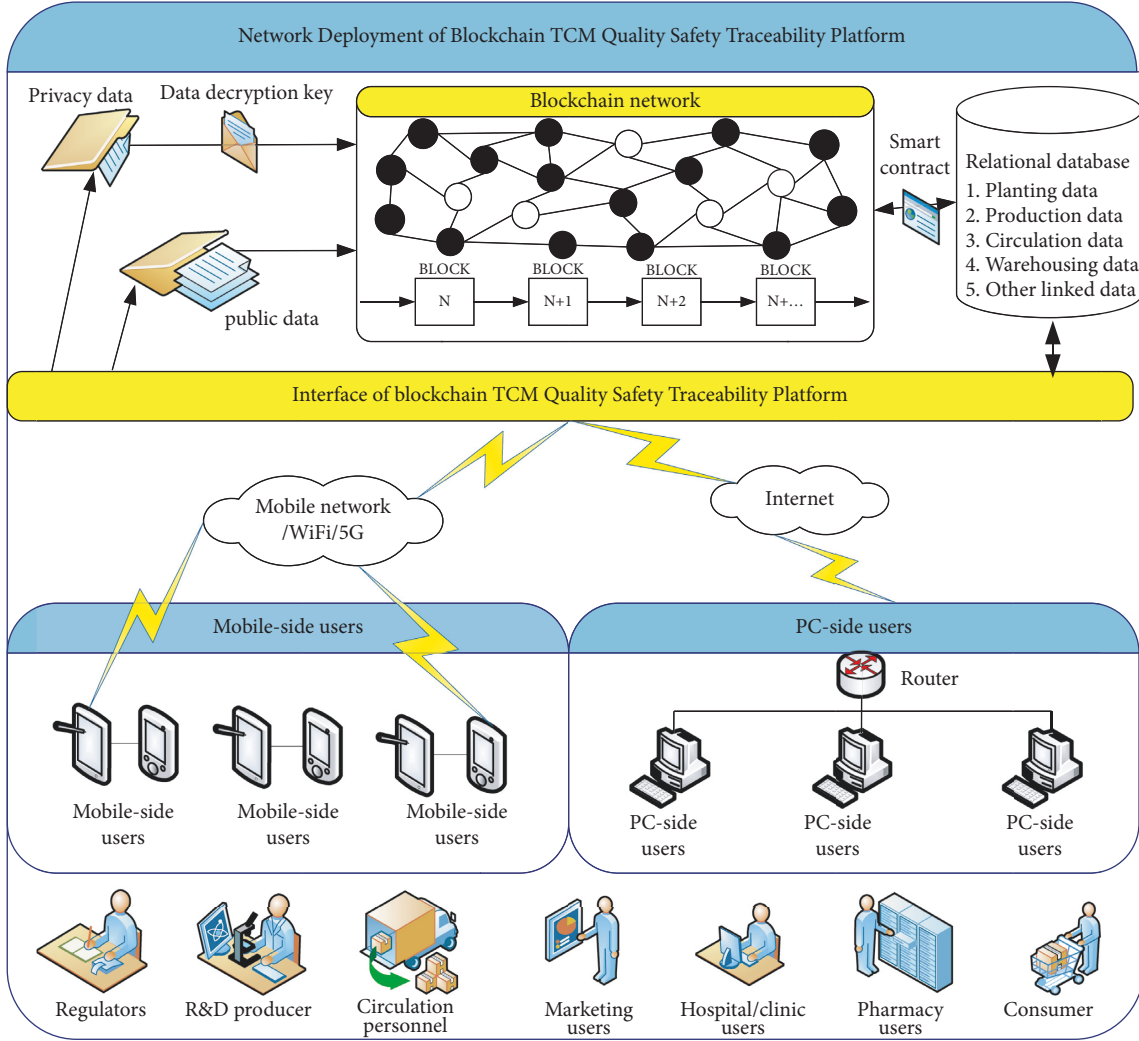 Network Deployment of Blockchain TCM Quality Safety Traceability Platform
Privacy data
Data decryption key
Blockchain network
Smart
contract
Relational database
1. Planting data
2. Production data
3. Circulation data
4. Warehousing data
5. Other linked data
public data
BLOCK
BLOCK
BLOCK
BLOCK
N
N+1
N+2
N+...
Interface of blockchain TCM Quality Safety Traceability Platform
Mobile network
/WiFi/5G
Internet
Mobile-side users
PC-side users
Router
Mobile-side
users
Mobile-side
users
Mobile-side
users
PC-side
users
PC-side
users
PC-side
users
Regulators
R&D producer
Circulation
personnel
Marketing
users
Hospital/clinic
users
Pharmacy
users
Consumer